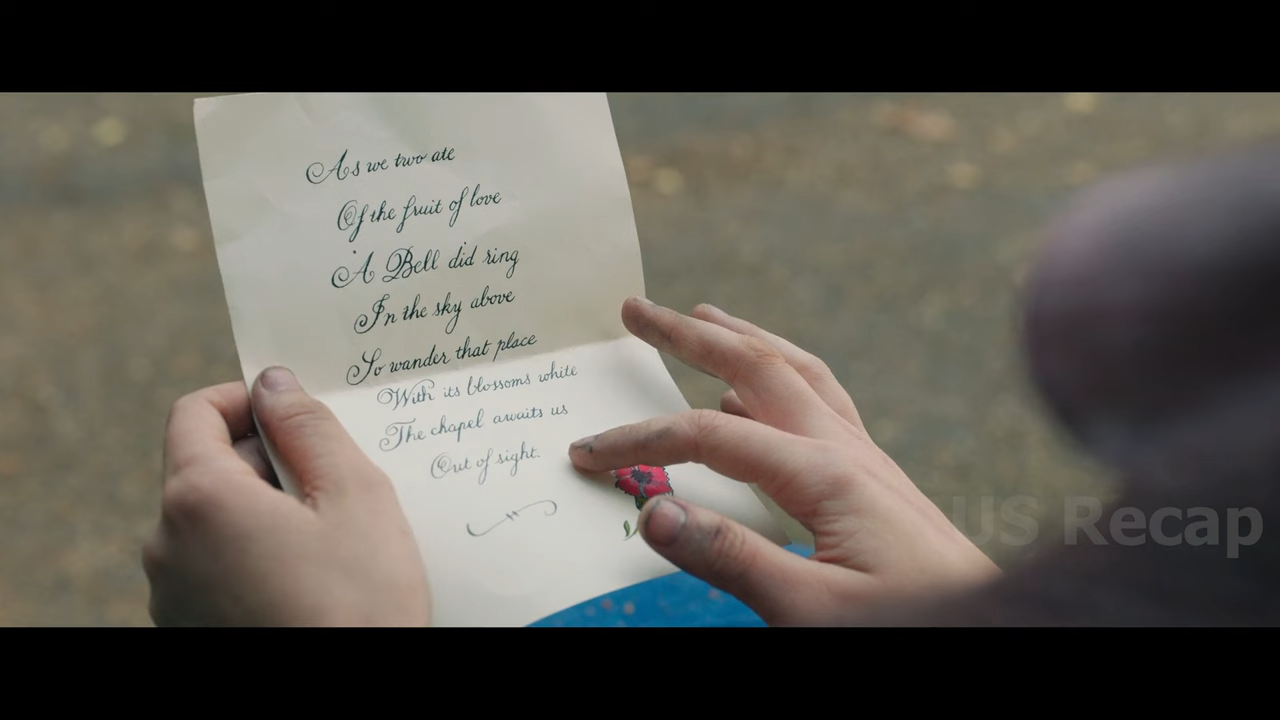 As we two ate
Of the fruit of love
A Bell did ring
In the sky above
So wander that place
With its blossoms white
The chapel awaits us
Out of sight.
US Recap